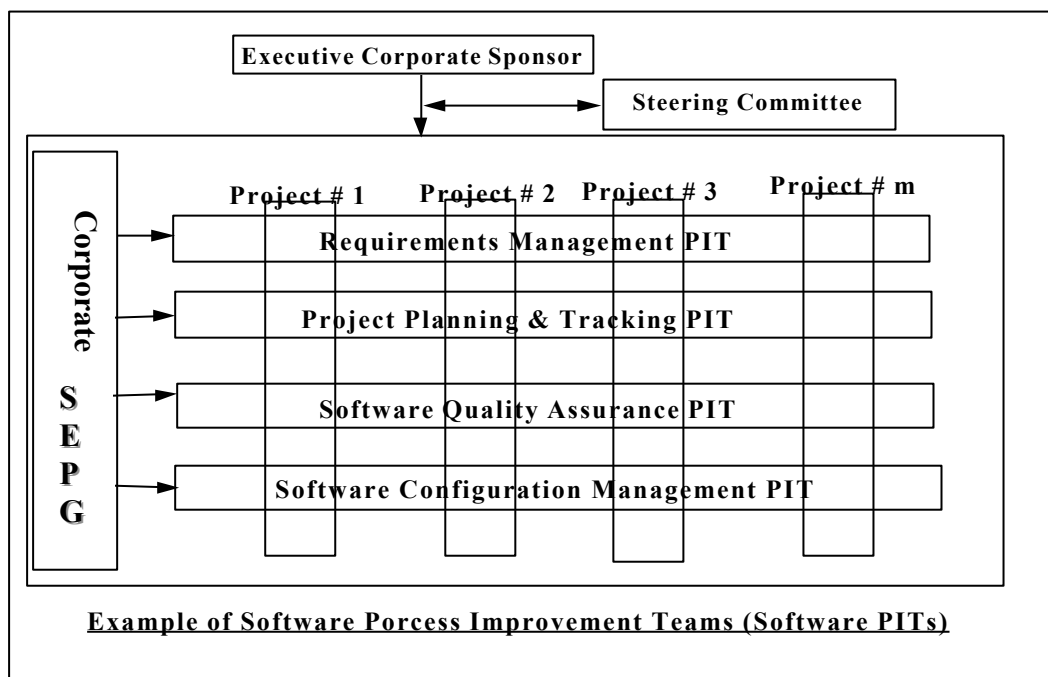 Executive Corporate Sponsor
Steering Committee
Project # 1
Project # 2
Project # 3
Project # m
Corporate
S
E
P
G
Requirements Management PIT
Project Planning & Tracking PIT
Software Quality Assurance PIT
Software Configuration Management PIT
Example of Software Porcess Improvement Teams (Software PITs)